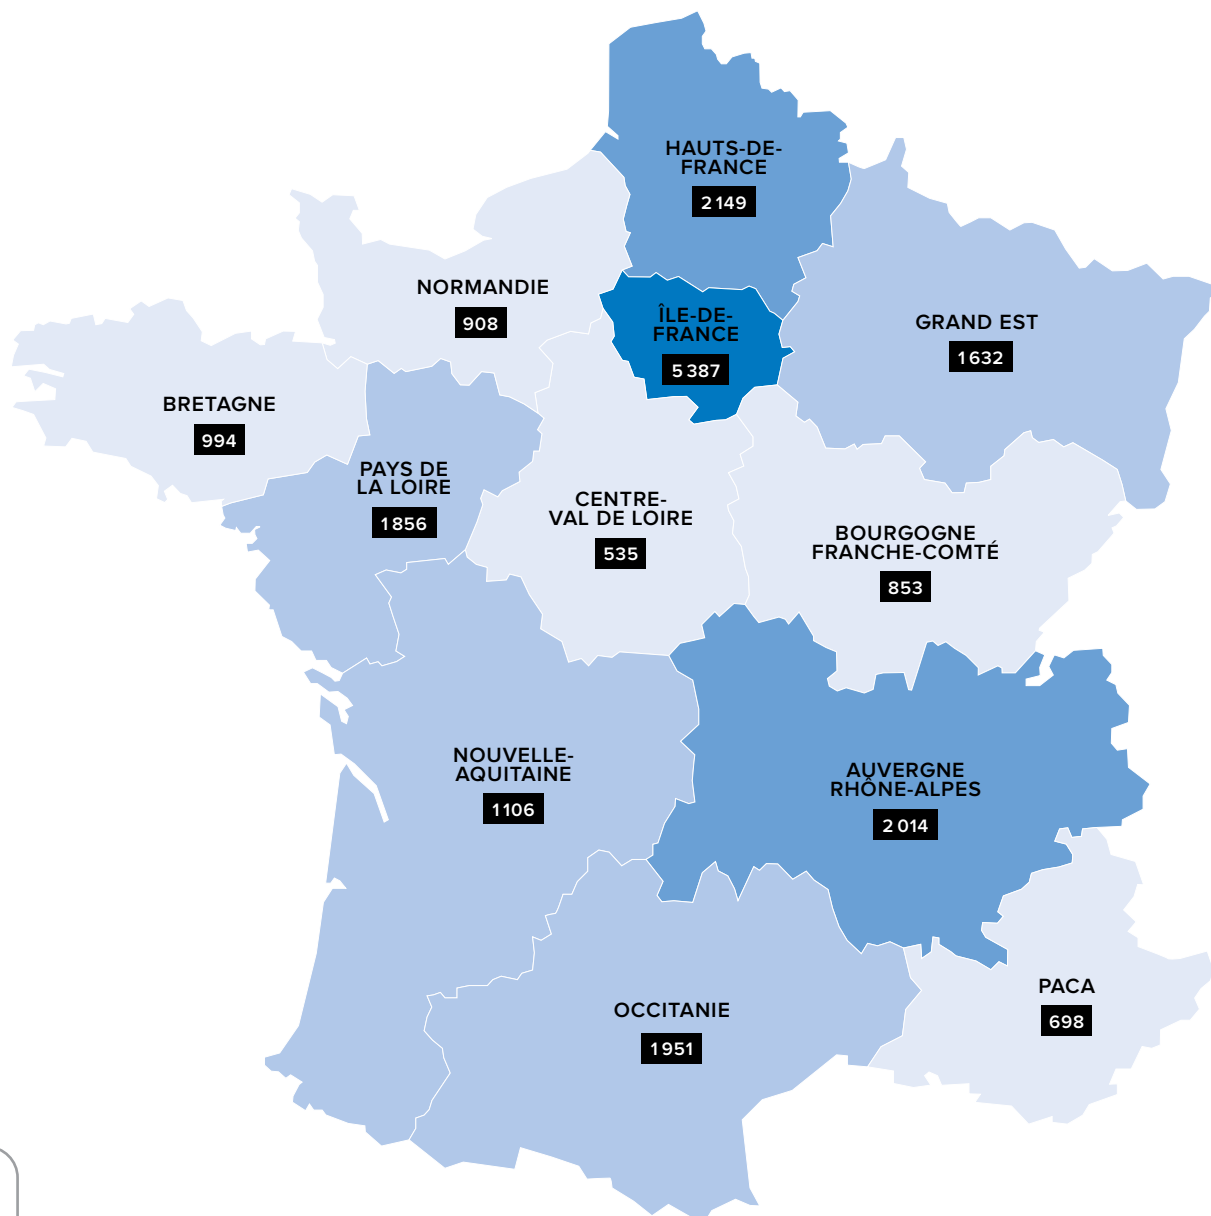 HAUTS-DE-
FRANCE
2 149
NORMANDIE
908
ÎLE-DE-
FRANCE
5 387
GRAND EST
1 632
BRETAGNE
994
PAYS DE
LA LOIRE
1 856
CENTRE-
VAL DE LOIRE
535
BOURGOGNE
FRANCHE-COMTÉ
853
NOUVELLE-
AQUITAINE
1 106
AUVERGNE
RHÔNE-ALPES
2 014
OCCITANIE
1 951
PACA
698